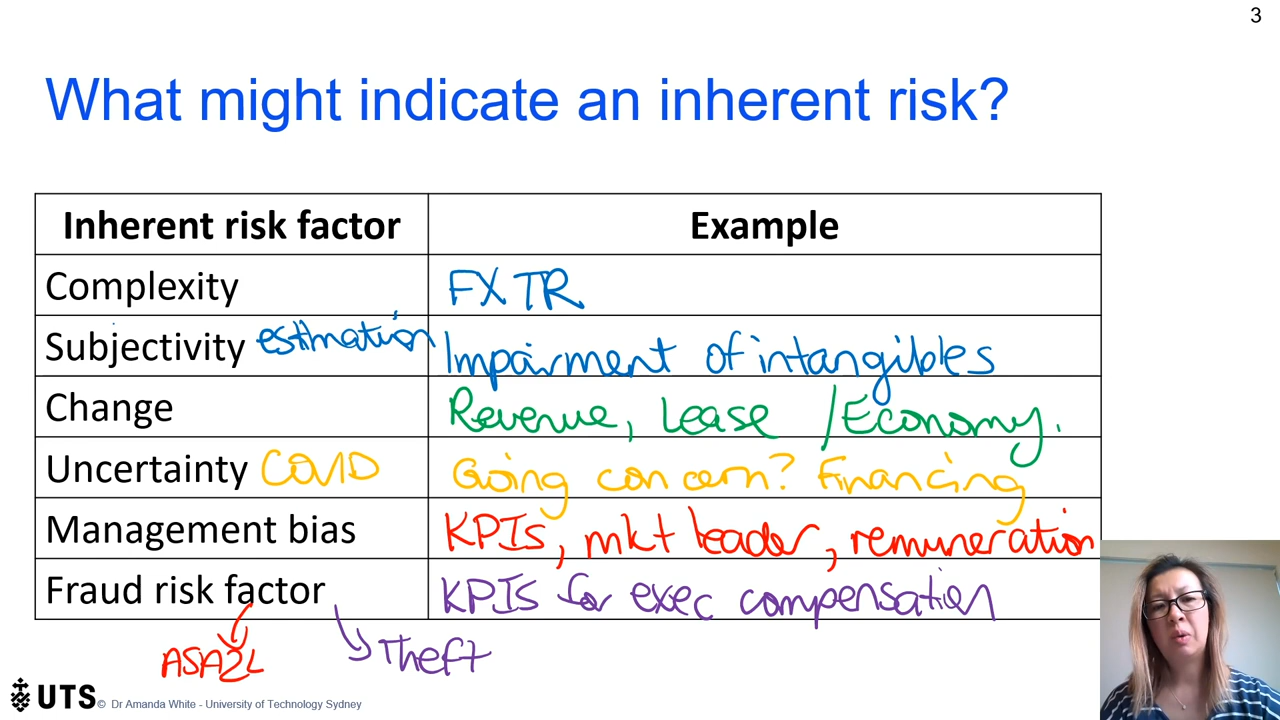 3
What might indicate an inherent risk?
Inherent risk factor Example
Complexity FX TR
Subjectivity estimation Impairment of intangibles
Change Revenue, Lease / Economy.
Uncertainty COVID Going concern? Financing
Management bias KPIs, mkt leader, remuneration
Fraud risk factor KPIs for exec compensation
Theft
UTS © Dr Amanda White - University of Technology Sydney